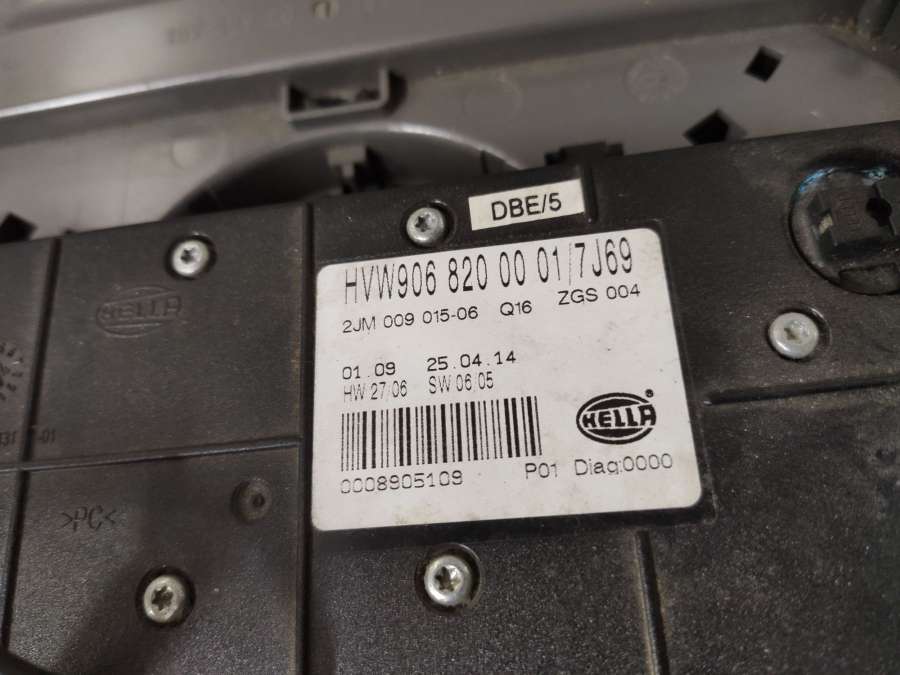 DBE/5
HVW906 820 00 01/7J69
2JM 009 015-06 Q16 ZGS 004
01.09 25.04.14
HW 27/06 SW 06/05
HELLA
0008905109 P01 Diag:0000
HELLA
>PC<